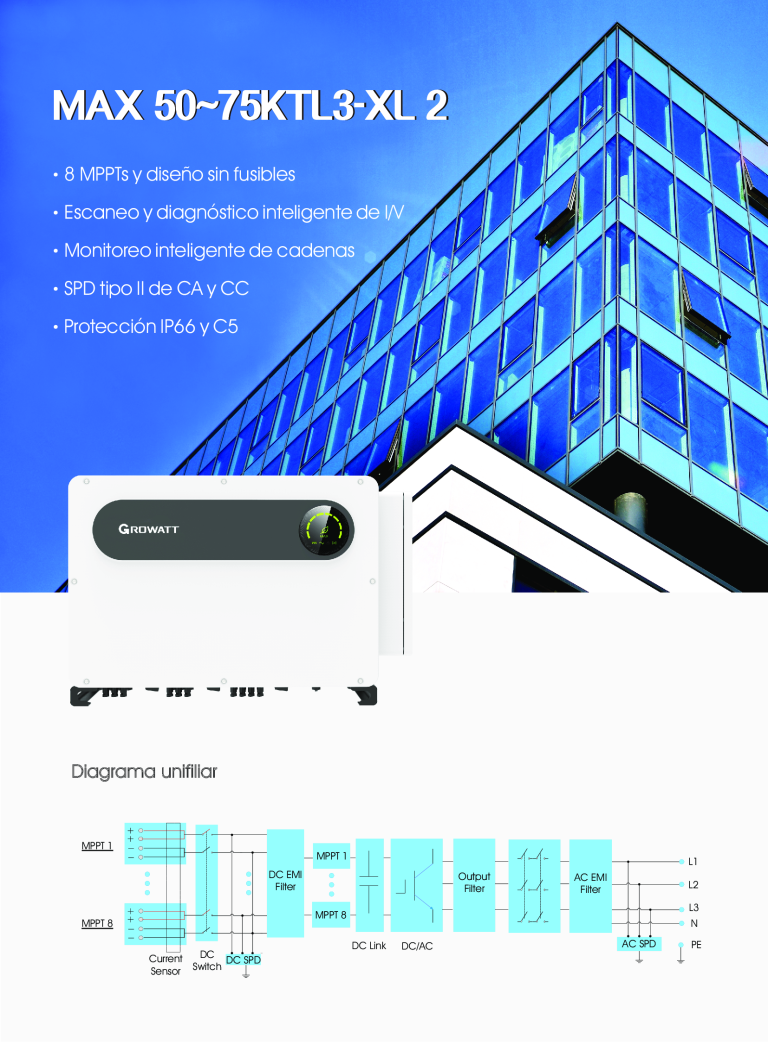 MAX 50~75KTL3-XL 2
• 8 MPPTs y diseño sin fusibles
• Escaneo y diagnóstico inteligente de I/V
• Monitoreo inteligente de cadenas
• SPD tipo II de CA y CC
• Protección IP66 y C5
GROWATT
Diagrama unifiliar
MPPT 1
MPPT 8
Current
Sensor
DC
Switch
DC SPD
DC EMI
Filter
MPPT 1
MPPT 8
DC Link
DC/AC
Output
Filter
AC EMI
Filter
AC SPD
L1
L2
L3
N
PE